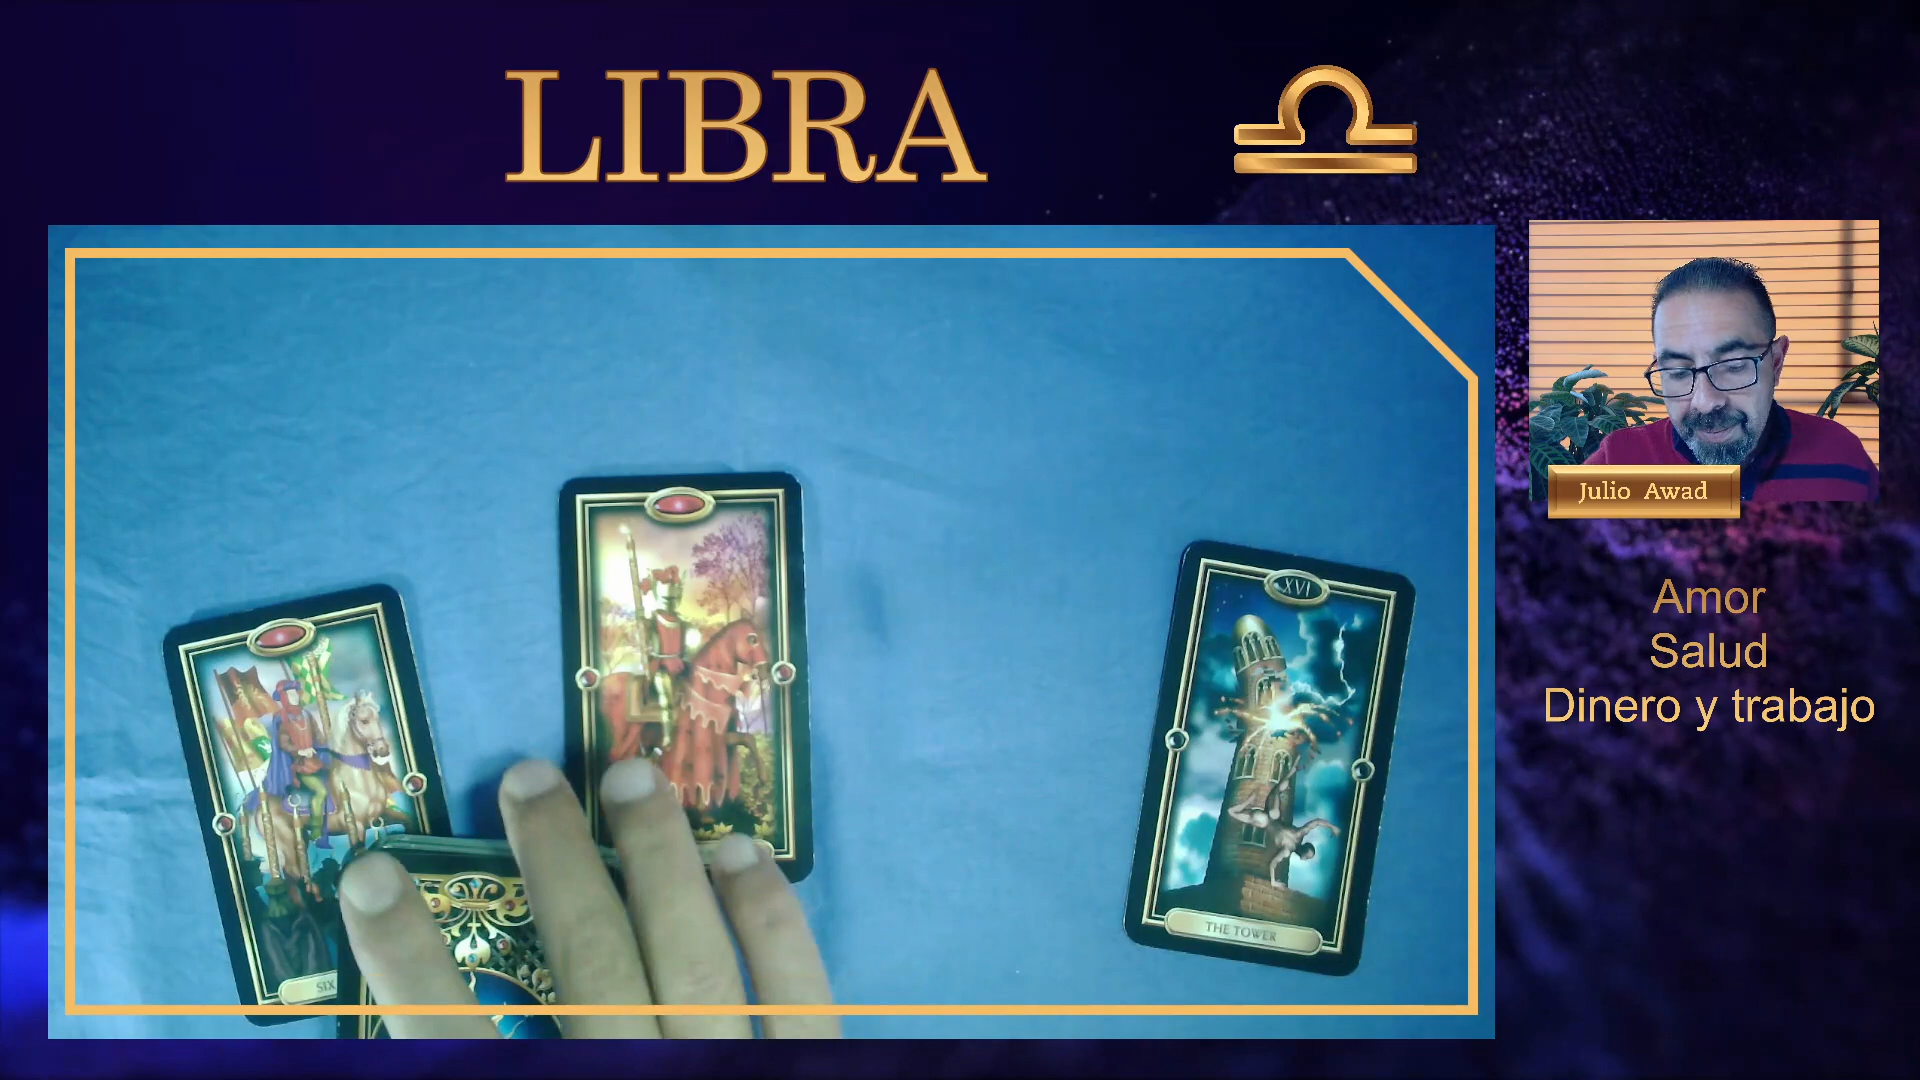 LIBRA
Julio Awad
Amor
Salud
Dinero y trabajo
XVI
SIX
THE TOWER